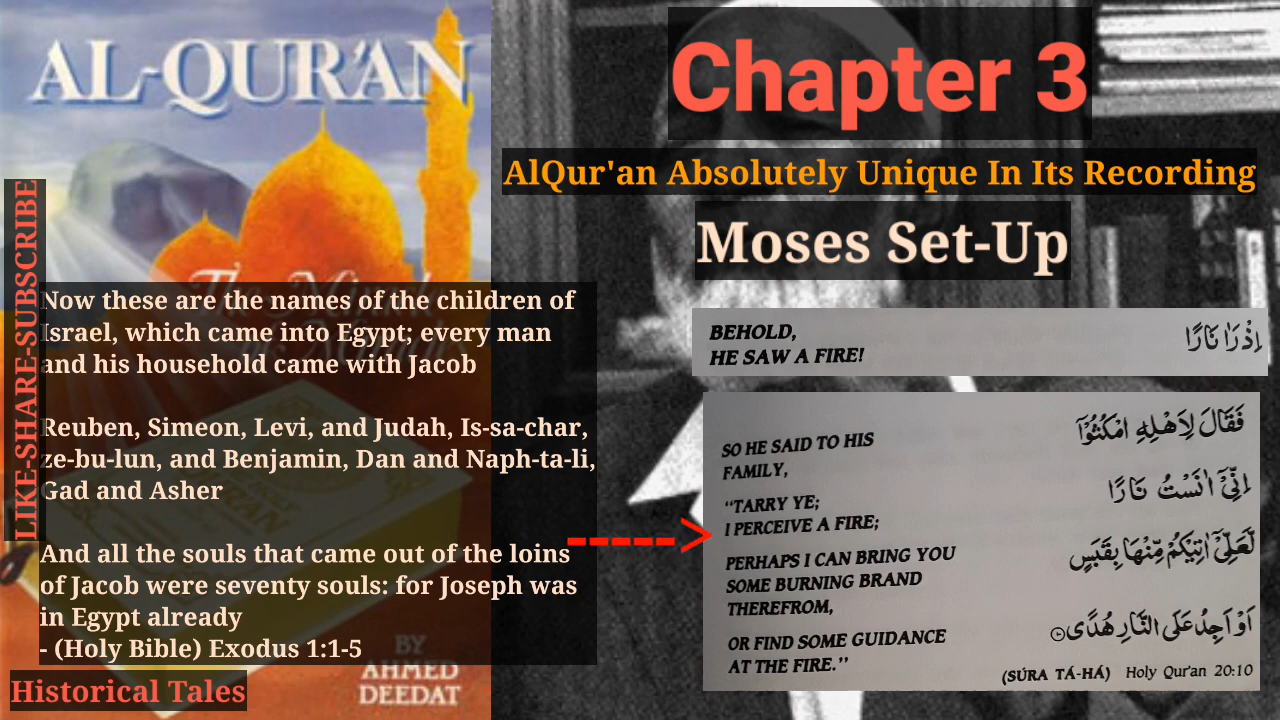 AL-QUR'AN
Now these are the names of the children of
Israel, which came into Egypt; every man
and his household came with Jacob
Reuben, Simeon, Levi, and Judah, Is-sa-char,
ze-bu-lun, and Benjamin, Dan and Naph-ta-li,
Gad and Asher
And all the souls that came out of the loins
of Jacob were seventy souls: for Joseph was
in Egypt already
- (Holy Bible) Exodus 1:1-5
BY
AHMED
DEEDAT
LIKE-SHARE-SUBSCRIBE
Historical Tales
Chapter 3
AlQur'an Absolutely Unique In Its Recording
Moses Set-Up
BEHOLD,
HE SAW A FIRE!
اِذْ رَاٰ نَارًا
SO HE SAID TO HIS
FAMILY,
فَقَالَ لِاَهْلِهِ امْكُثُوْٓا
"TARRY YE;
I PERCEIVE A FIRE;
اِنِّىْٓ اٰنَسْتُ نَارًا
PERHAPS I CAN BRING YOU
SOME BURNING BRAND
THEREFROM,
لَّعَلِّىْٓ اٰتِيْكُمْ مِّنْهَا بِقَبَسٍ
OR FIND SOME GUIDANCE
AT THE FIRE."
اَوْ اَجِدُ عَلَى النَّارِ هُدًى
(SÚRA TÁ-HÁ) Holy Qur'an 20:10
---->